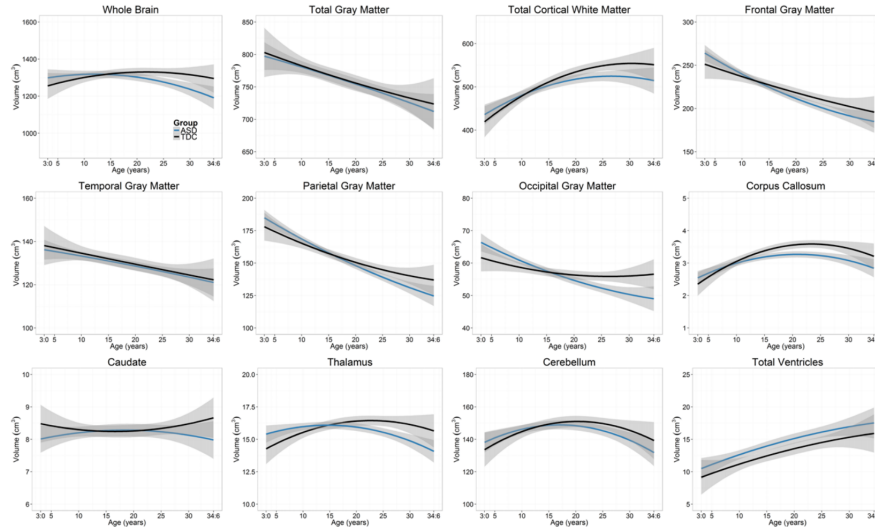 Whole Brain
Volume (cm³)
1600
1400
1200
1000
Group
ASD
TDC
3:0 5 10 15 20 25 30 34:6
Age (years)
Total Gray Matter
Volume (cm³)
850
800
750
700
650
3:0 5 10 15 20 25 30 34:6
Age (years)
Total Cortical White Matter
Volume (cm³)
600
500
400
3:0 5 10 15 20 25 30 34:6
Age (years)
Frontal Gray Matter
Volume (cm³)
300
250
200
150
3:0 5 10 15 20 25 30 34:6
Age (years)
Temporal Gray Matter
Volume (cm³)
160
140
120
100
3:0 5 10 15 20 25 30 34:6
Age (years)
Parietal Gray Matter
Volume (cm³)
200
175
150
125
100
3:0 5 10 15 20 25 30 34:6
Age (years)
Occipital Gray Matter
Volume (cm³)
80
70
60
50
40
3:0 5 10 15 20 25 30 34:6
Age (years)
Corpus Callosum
Volume (cm³)
5
4
3
2
1
3:0 5 10 15 20 25 30 34:6
Age (years)
Caudate
Volume (cm³)
10
9
8
7
6
3:0 5 10 15 20 25 30 34:6
Age (years)
Thalamus
Volume (cm³)
20.0
17.5
15.0
12.5
10.0
3:0 5 10 15 20 25 30 34:6
Age (years)
Cerebellum
Volume (cm³)
180
160
140
120
100
3:0 5 10 15 20 25 30 34:6
Age (years)
Total Ventricles
Volume (cm³)
25
20
15
10
5
3:0 5 10 15 20 25 30 34:6
Age (years)